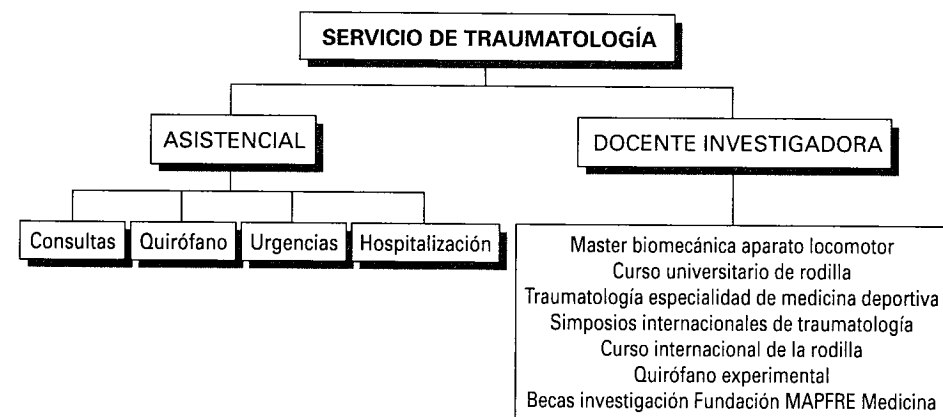 SERVICIO DE TRAUMATOLOGÍA
ASISTENCIAL
DOCENTE INVESTIGADORA
Consultas
Quirófano
Urgencias
Hospitalización
Master biomecánica aparato locomotor
Curso universitario de rodilla
Traumatología especialidad de medicina deportiva
Simposios internacionales de traumatología
Curso internacional de la rodilla
Quirófano experimental
Becas investigación Fundación MAPFRE Medicina